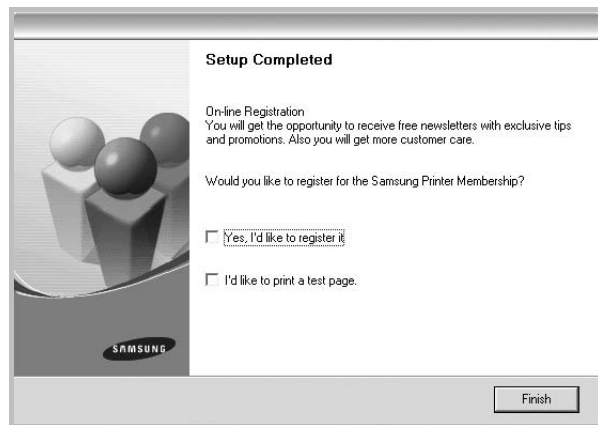 Setup Completed
On-line Registration
You will get the opportunity to receive free newsletters with exclusive tips
and promotions. Also you will get more customer care.
Would you like to register for the Samsung Printer Membership?
Yes, I'd like to register it
I'd like to print a test page.
SAMSUNG
Finish